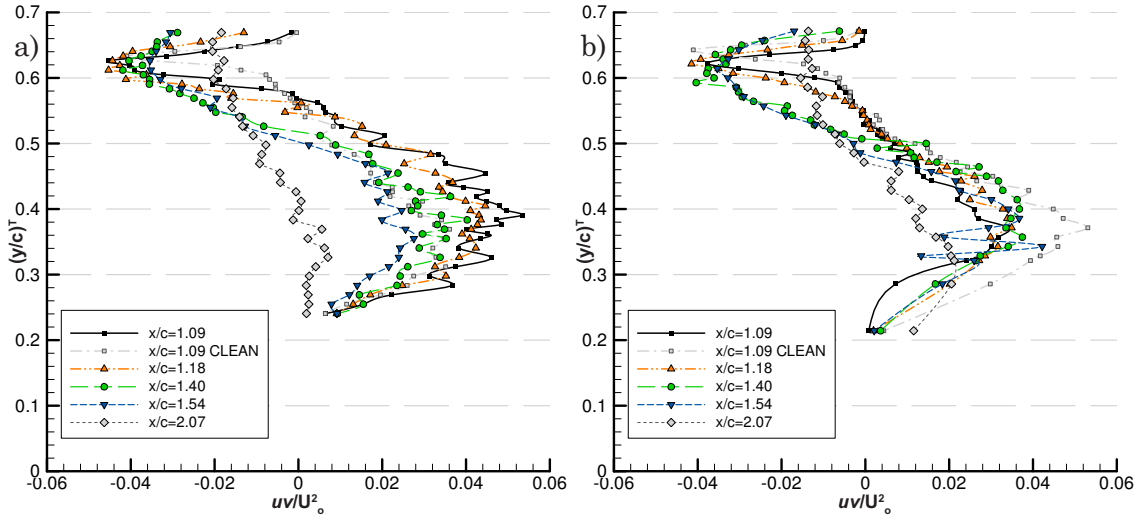 a)
0.7
0.6
0.5
0.4
0.3
0.2
0.1
0
(y/c)ᵀ
-0.06
-0.04
-0.02
0
0.02
0.04
0.06
uv/U²ₒ
x/c=1.09
x/c=1.09 CLEAN
x/c=1.18
x/c=1.40
x/c=1.54
x/c=2.07
b)
0.7
0.6
0.5
0.4
0.3
0.2
0.1
0
(y/c)ᵀ
-0.06
-0.04
-0.02
0
0.02
0.04
0.06
uv/U²ₒ
x/c=1.09
x/c=1.09 CLEAN
x/c=1.18
x/c=1.40
x/c=1.54
x/c=2.07